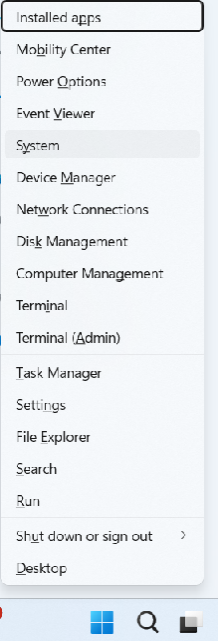 Installed apps
Mobility Center
Power Options
Event Viewer
System
Device Manager
Network Connections
Disk Management
Computer Management
Terminal
Terminal (Admin)
Task Manager
Settings
File Explorer
Search
Run
Shut down or sign out
Desktop